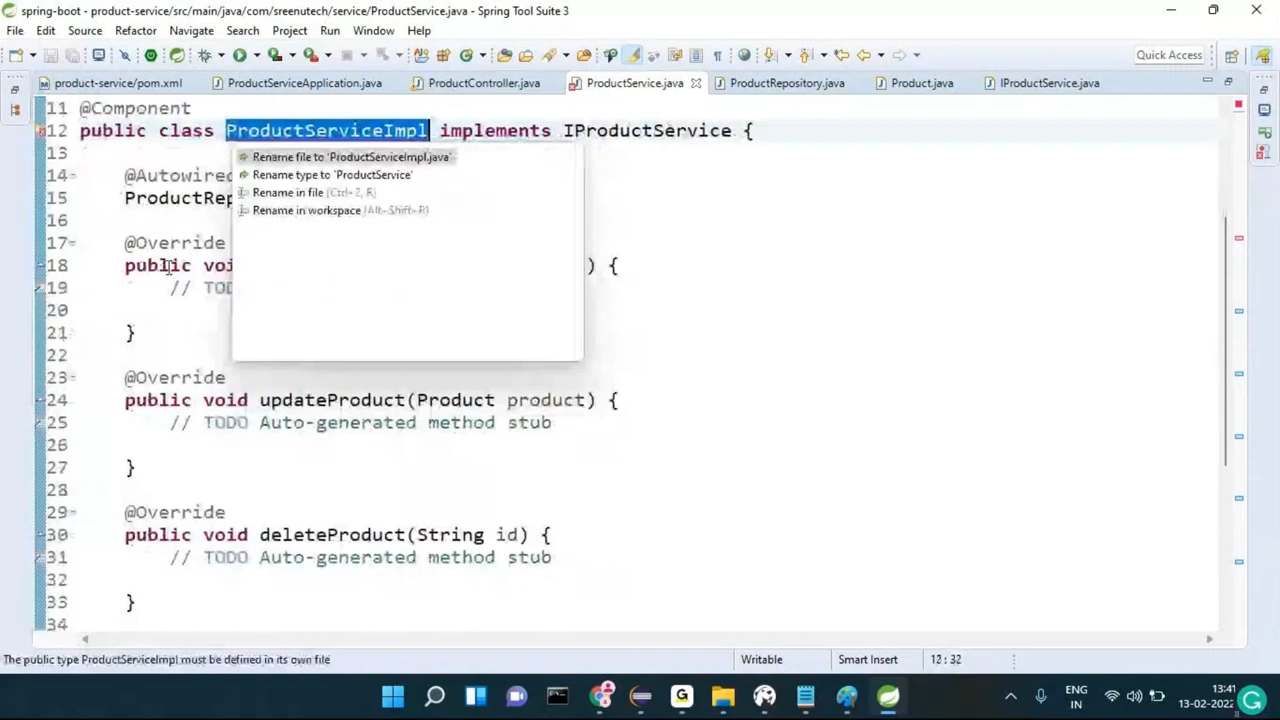 spring-boot - product-service/src/main/java/com/sreenutech/service/ProductService.java - Spring Tool Suite 3
File Edit Source Refactor Navigate Search Project Run Window Help
Quick Access
product-service/pom.xml ProductServiceApplication.java ProductController.java ProductService.java ProductRepository.java Product.java IProductService.java
11 @Component
12 public class ProductServiceImpl implements IProductService {
13
Rename file to 'ProductServiceImpl.java'
14 @Autowired
Rename type to 'ProductService'
Rename in file (Ctrl+2, R)
15 ProductRep
Rename in workspace (Alt+Shift+R)
16
17 @Override
18 public voi ) {
19 // TOD
20
21 }
22
23 @Override
24 public void updateProduct(Product product) {
25 // TODO Auto-generated method stub
26
27 }
28
29 @Override
30 public void deleteProduct(String id) {
31 // TODO Auto-generated method stub
32
33 }
34
The public type ProductServiceImpl must be defined in its own file Writable Smart Insert 12 : 32
ENG
IN
13:41
13-02-2022